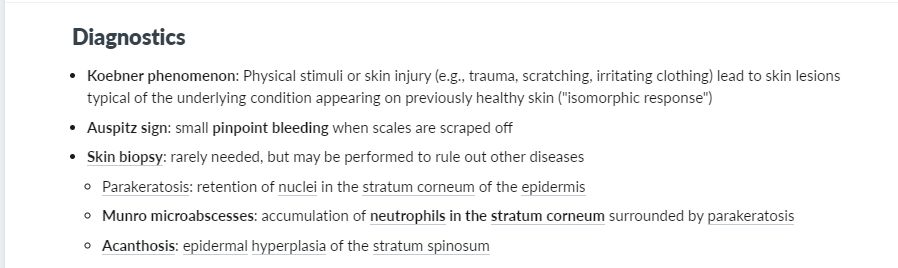 Diagnostics
• Koebner phenomenon: Physical stimuli or skin injury (e.g., trauma, scratching, irritating clothing) lead to skin lesions
typical of the underlying condition appearing on previously healthy skin ("isomorphic response")
• Auspitz sign: small pinpoint bleeding when scales are scraped off
• Skin biopsy: rarely needed, but may be performed to rule out other diseases
○ Parakeratosis: retention of nuclei in the stratum corneum of the epidermis
○ Munro microabscesses: accumulation of neutrophils in the stratum corneum surrounded by parakeratosis
○ Acanthosis: epidermal hyperplasia of the stratum spinosum